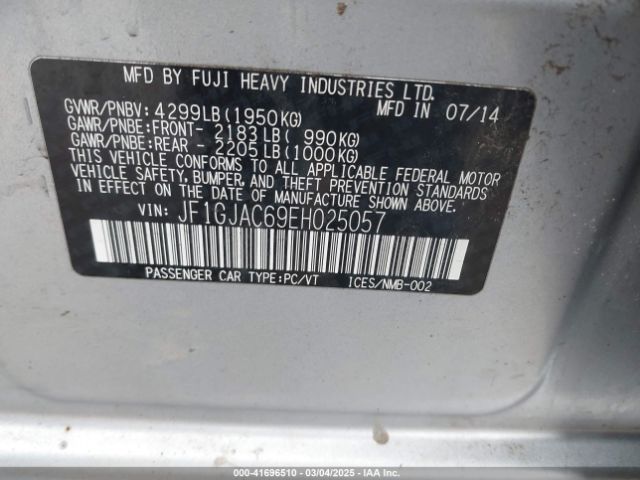 MFD BY FUJI HEAVY INDUSTRIES LTD.
GVWR/PNBV: 4299LB(1950KG) MFD IN 07/14
GAWR/PNBE:FRONT- 2183LB( 990KG)
GAWR/PNBE:REAR - 2205LB(1000KG)
THIS VEHICLE CONFORMS TO ALL APPLICABLE FEDERAL MOTOR
VEHICLE SAFETY, BUMPER, AND THEFT PREVENTION STANDARDS
IN EFFECT ON THE DATE OF MANUFACTURE SHOWN ABOVE.
VIN: JF1GJAC69EH025057
PASSENGER CAR TYPE:PC/VT ICES/NMB-002
000-41696510 - 03/04/2025 - IAAI.COM